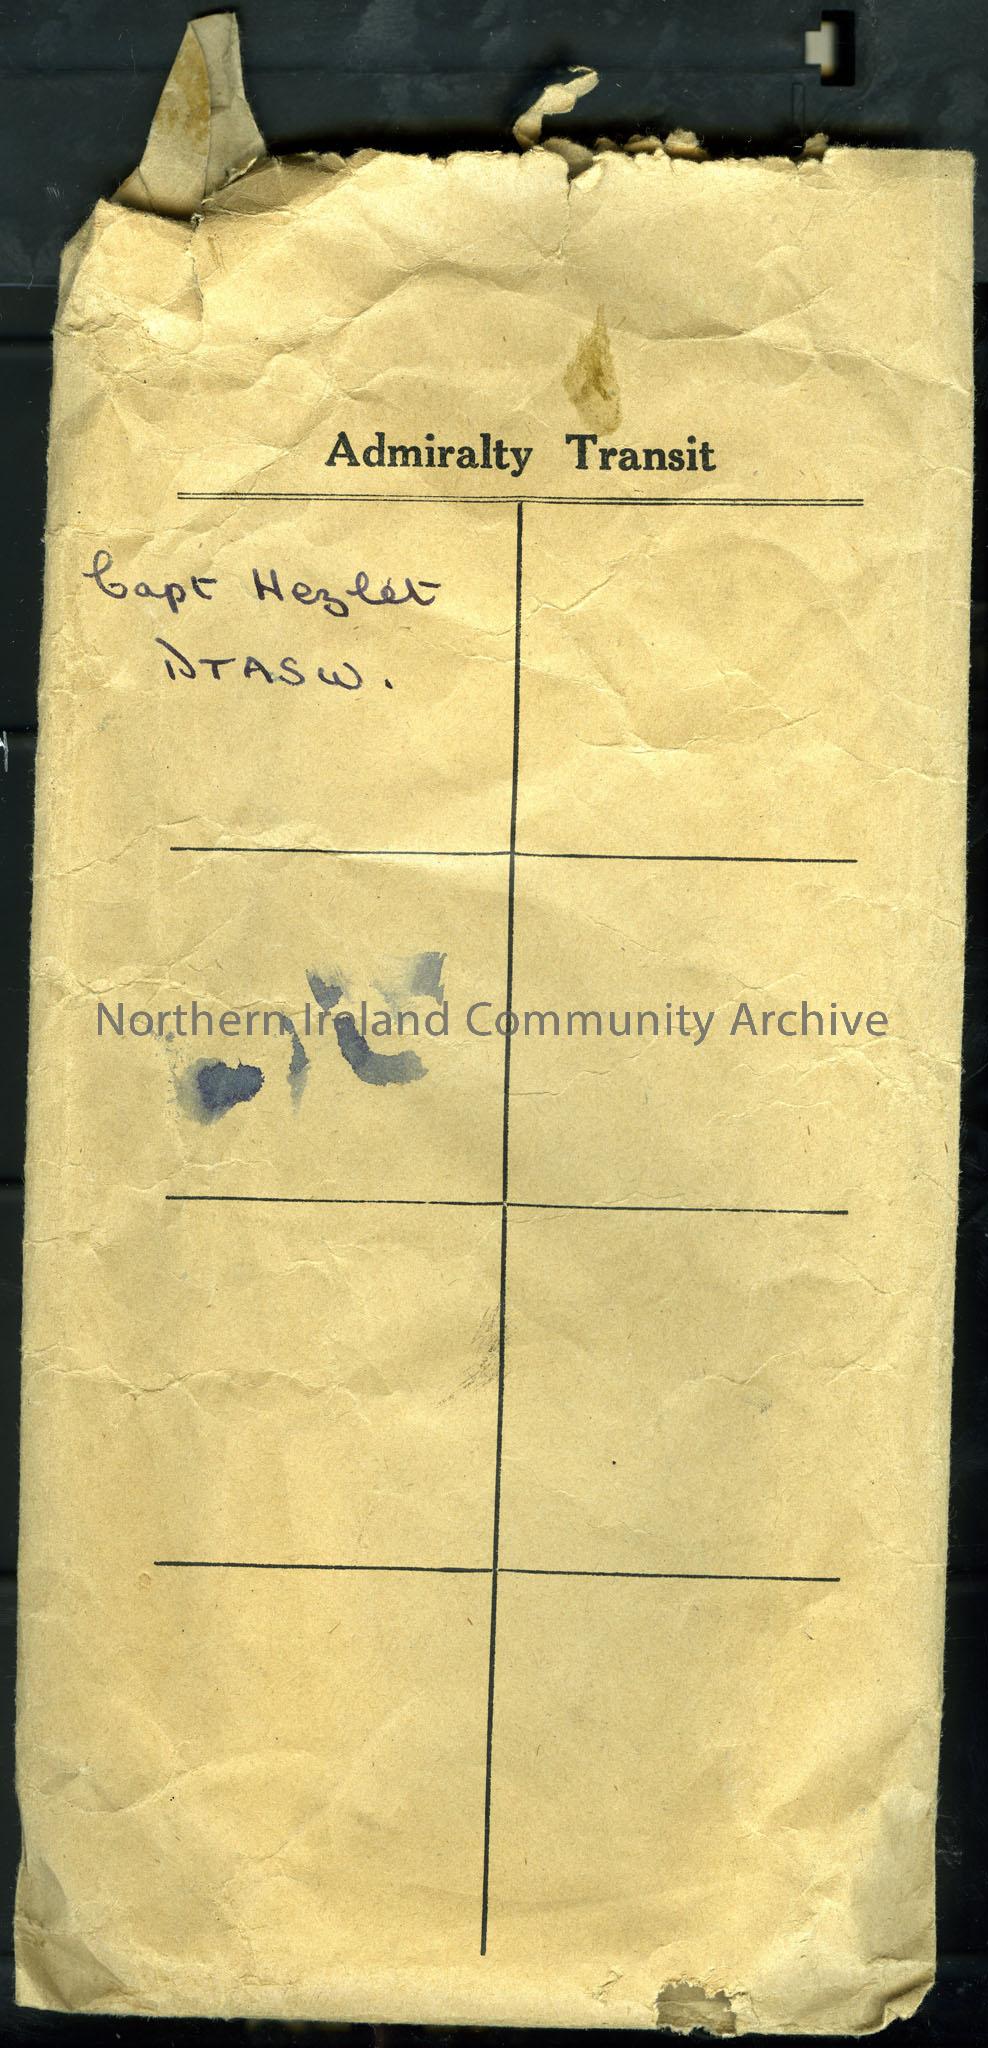 Admiralty Transit
Capt Hezlet
DTASW.
Northern Ireland Community Archive